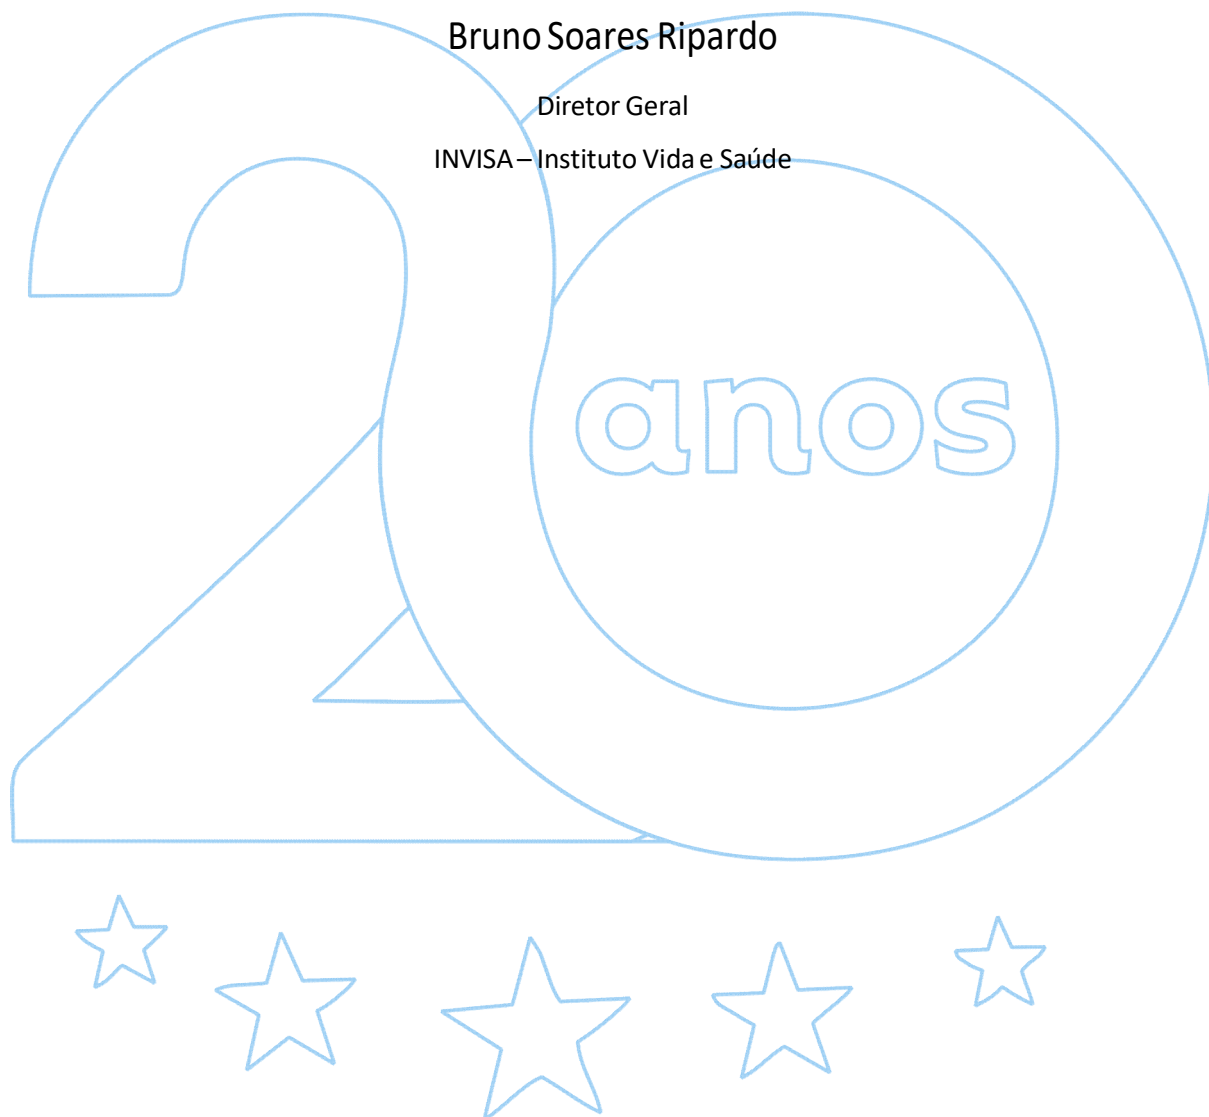 Bruno Soares Ripardo
Diretor Geral
INVISA – Instituto Vida e Saúde
20
anos